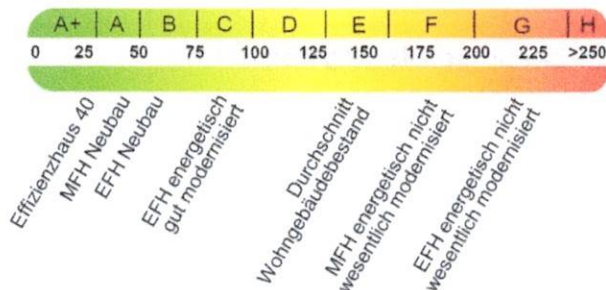 A+ A B C D E F G H
0 25 50 75 100 125 150 175 200 225 >250
Effizienzhaus 40
MFH Neubau
EFH Neubau
EFH energetisch
gut modernisiert
Durchschnitt
Wohngebäudebestand
MFH energetisch nicht
wesentlich modernisiert
EFH energetisch nicht
wesentlich modernisiert